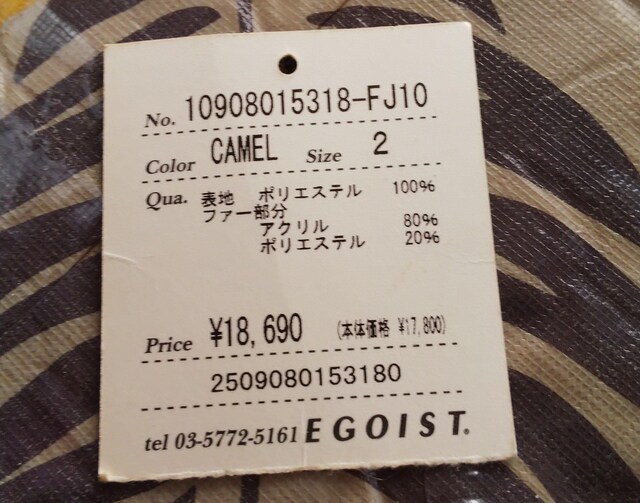 No. 10908015318-FJ10
Color CAMEL Size 2
Qua. 表地 ポリエステル 100%
ファー部分
アクリル 80%
ポリエステル 20%
Price ¥18,690 (本体価格 ¥17,800)
2509080153180
tel 03-5772-5161 EGOIST®